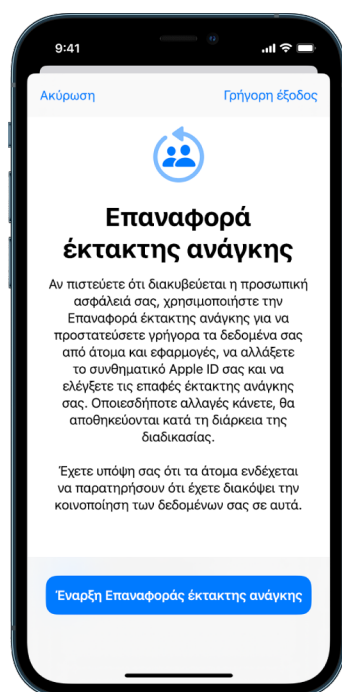 9:41
Ακύρωση
Γρήγορη έξοδος
Επαναφορά
έκτακτης ανάγκης
Αν πιστεύετε ότι διακυβεύεται η προσωπική
ασφάλειά σας, χρησιμοποιήστε την
Επαναφορά έκτακτης ανάγκης για να
προστατεύσετε γρήγορα τα δεδομένα σας
από άτομα και εφαρμογές, να αλλάξετε
το συνθηματικό Apple ID σας και να
ελέγξετε τις επαφές έκτακτης ανάγκης
σας. Οποιεσδήποτε αλλαγές κάνετε, θα
αποθηκεύονται κατά τη διάρκεια της
διαδικασίας.
Έχετε υπόψη σας ότι τα άτομα ενδέχεται
να παρατηρήσουν ότι έχετε διακόψει την
κοινοποίηση των δεδομένων σας σε αυτά.
Έναρξη Επαναφοράς έκτακτης ανάγκης